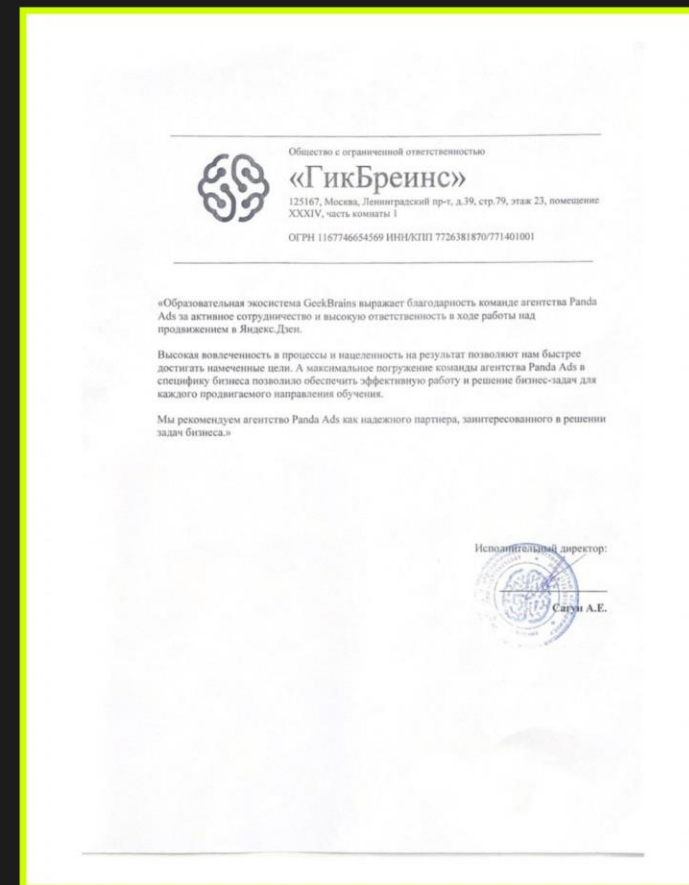 Общество с ограниченной ответственностью
«ГикБреинс»
125167, Москва, Ленинградский пр-т, д.39, стр.79, этаж 23, помещение
XXXIV, часть комнаты 1
ОГРН 1167746654569 ИНН/КПП 7726381870/771401001
«Образовательная экосистема GeekBrains выражает благодарность команде агентства Panda
Ads за активное сотрудничество и высокую ответственность в ходе работы над
продвижением в Яндекс.Дзен.
Высокая вовлеченность в процессы и нацеленность на результат позволяют нам быстрее
достигать намеченные цели. А максимальное погружение команды агентства Panda Ads в
специфику бизнеса позволило обеспечить эффективную работу и решение бизнес-задач для
каждого продвигаемого направления обучения.
Мы рекомендуем агентство Panda Ads как надежного партнера, заинтересованного в решении
задач бизнеса.»
Исполнительный директор:
Сагун А.Е.